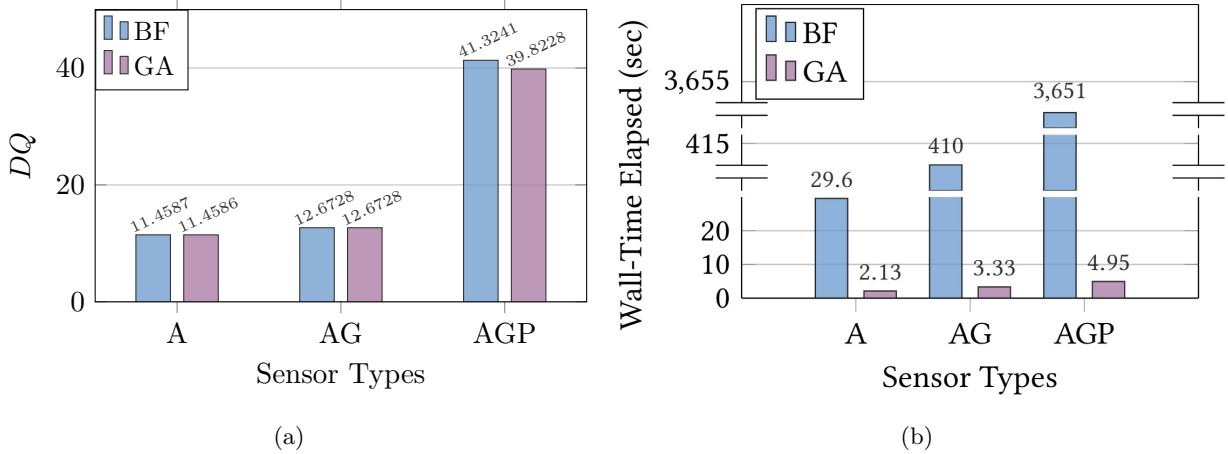 DQ
0
20
40
BF
GA
11.4587
11.4586
12.6728
12.6728
41.3241
39.8228
A
AG
AGP
Sensor Types
(a)
Wall-Time Elapsed (sec)
0
10
20
415
3,655
BF
GA
29.6
2.13
410
3.33
3,651
4.95
A
AG
AGP
Sensor Types
(b)